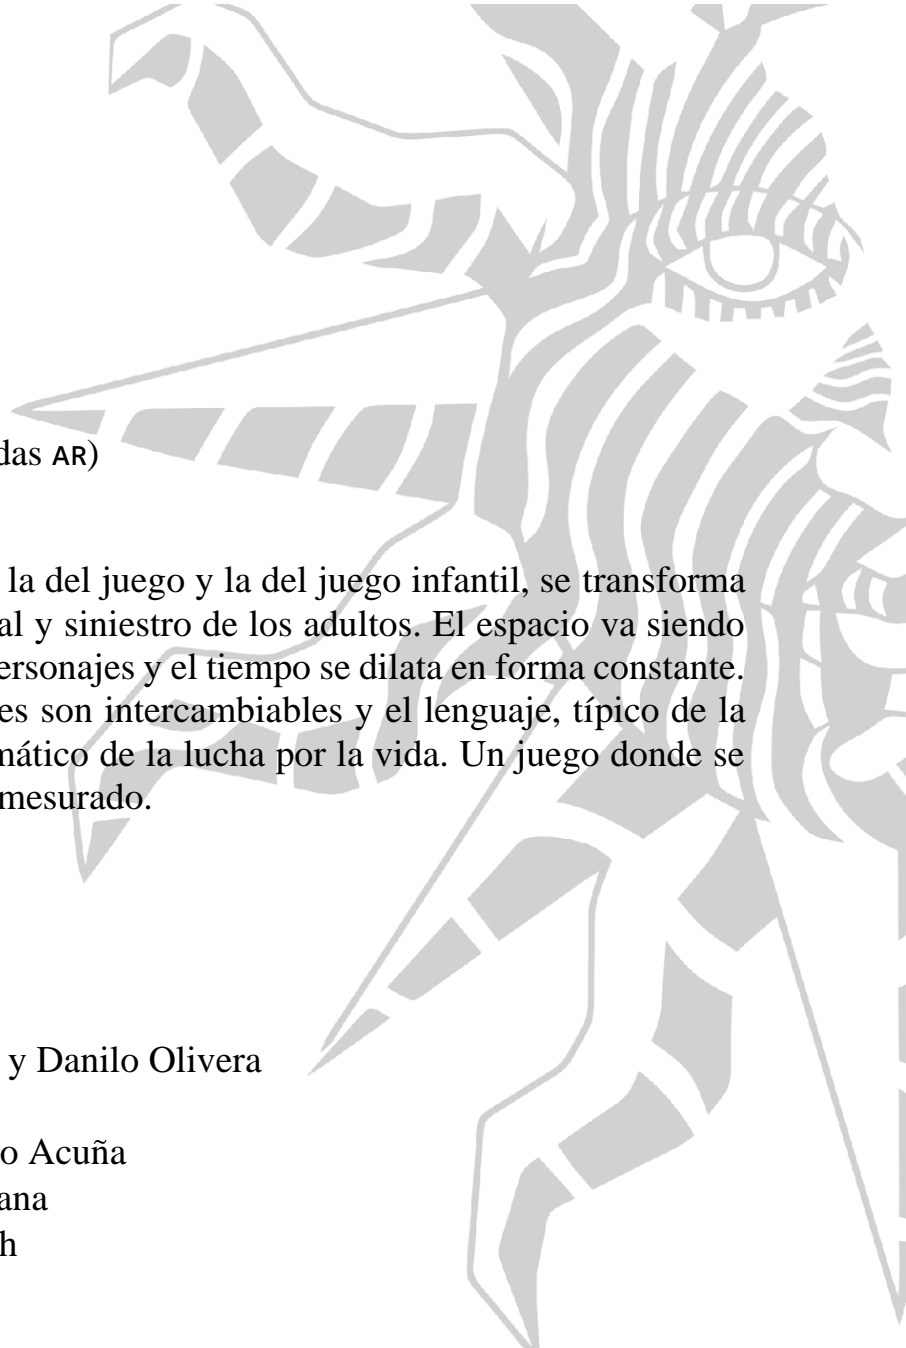 das AR)
la del juego y la del juego infantil, se transforma
al y siniestro de los adultos. El espacio va siendo
ersonajes y el tiempo se dilata en forma constante.
es son intercambiables y el lenguaje, típico de la
mático de la lucha por la vida. Un juego donde se
mesurado.
y Danilo Olivera
o Acuña
ana
h